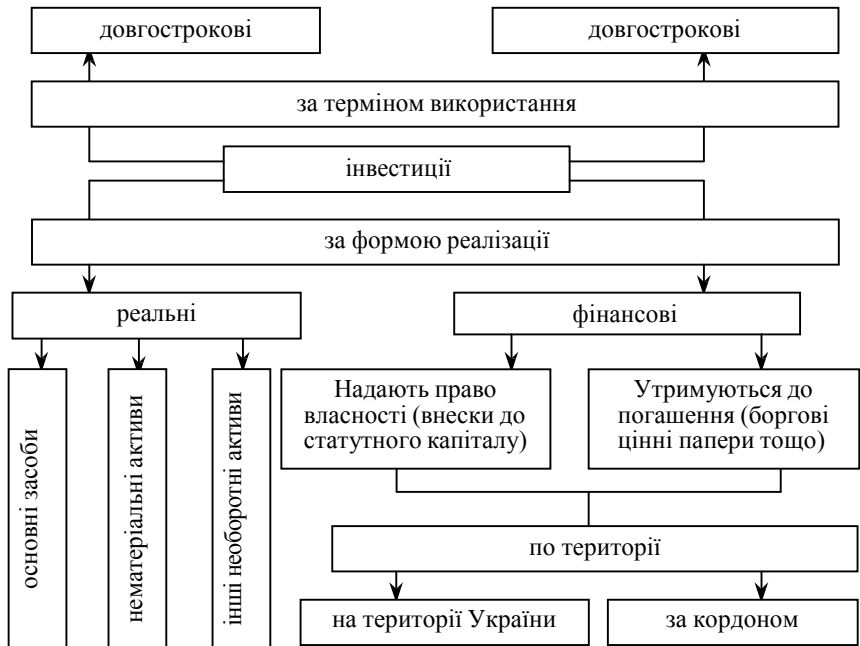 довгострокові
довгострокові
за терміном використання
інвестиції
за формою реалізації
реальні
фінансові
основні засоби
нематеріальні активи
інші необоротні активи
Надають право
власності (внески до
статутного капіталу)
Утримуються до
погашення (боргові
цінні папери тощо)
по території
на території України
за кордоном